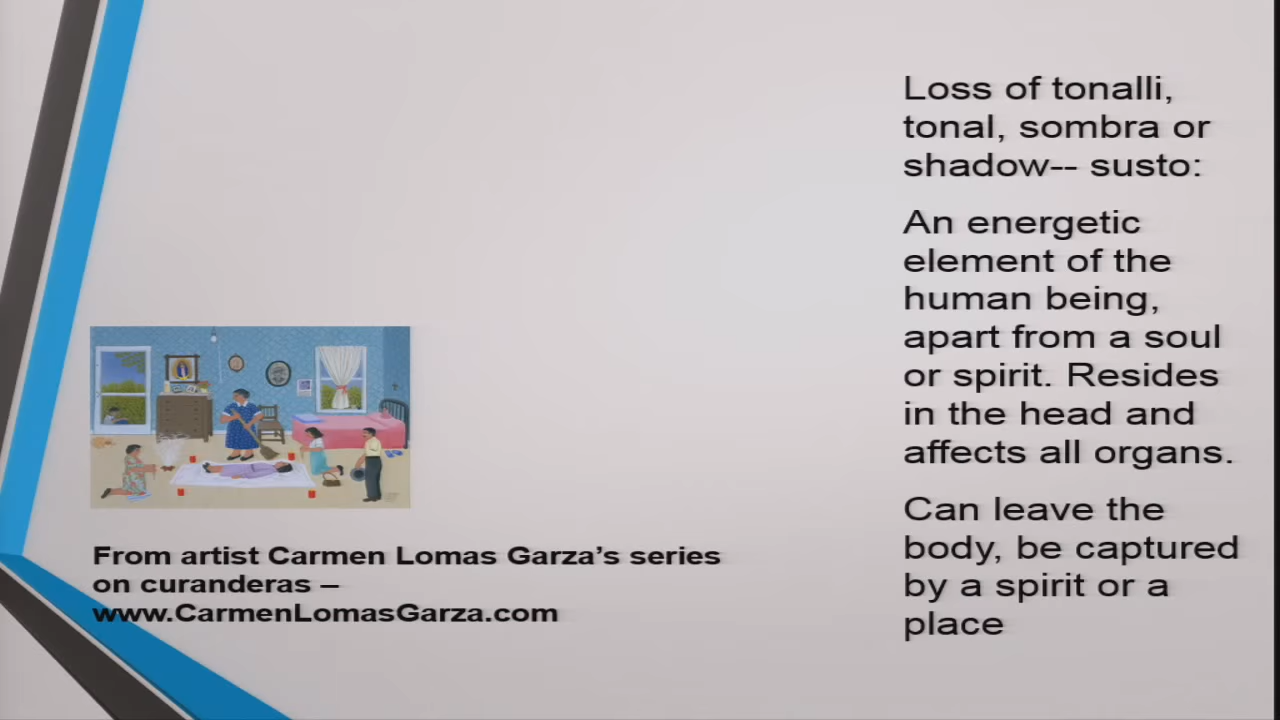 Loss of tonalli,
tonal, sombra or
shadow-- susto:
An energetic
element of the
human being,
apart from a soul
or spirit. Resides
in the head and
affects all organs.
Can leave the
body, be captured
by a spirit or a
place
From artist Carmen Lomas Garza’s series
on curanderas –
www.CarmenLomasGarza.com